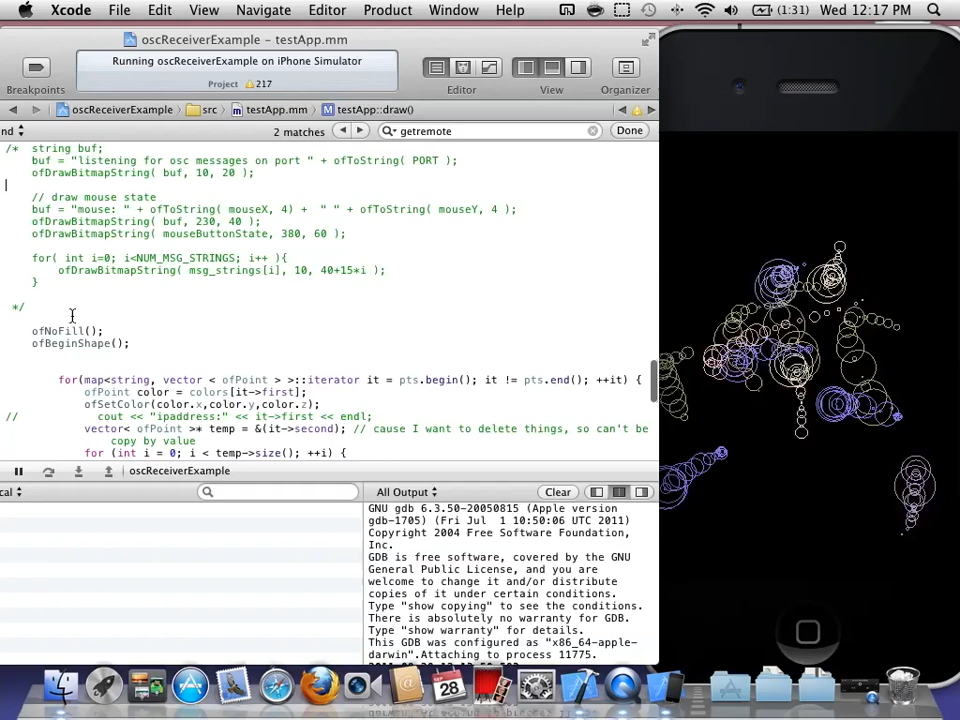 Xcode File Edit View Navigate Editor Product Window Help (1:31) Wed 12:17 PM
oscReceiverExample – testApp.mm
Running oscReceiverExample on iPhone Simulator
Project 217
Breakpoints Editor View Organizer
oscReceiverExample src testApp.mm M testApp::draw()
nd 2 matches getremote Done
/* string buf;
buf = "listening for osc messages on port " + ofToString( PORT );
ofDrawBitmapString( buf, 10, 20 );
// draw mouse state
buf = "mouse: " + ofToString( mouseX, 4) + " " + ofToString( mouseY, 4 );
ofDrawBitmapString( buf, 230, 40 );
ofDrawBitmapString( mouseButtonState, 380, 60 );
for( int i=0; i<NUM_MSG_STRINGS; i++ ){
ofDrawBitmapString( msg_strings[i], 10, 40+15*i );
}
*/
ofNoFill();
ofBeginShape();
for(map<string, vector < ofPoint > >::iterator it = pts.begin(); it != pts.end(); ++it) {
ofPoint color = colors[it->first];
ofSetColor(color.x,color.y,color.z);
// cout << "ipaddress:" << it->first << endl;
vector< ofPoint >* temp = &(it->second); // cause I want to delete things, so can't be
copy by value
for (int i = 0; i < temp->size(); ++i) {
oscReceiverExample
cal All Output Clear
GNU gdb 6.3.50-20050815 (Apple version
gdb-1705) (Fri Jul 1 10:50:06 UTC 2011)
Copyright 2004 Free Software Foundation,
Inc.
GDB is free software, covered by the GNU
General Public License, and you are
welcome to change it and/or distribute
copies of it under certain conditions.
Type "show copying" to see the conditions.
There is absolutely no warranty for GDB.
Type "show warranty" for details.
This GDB was configured as "x86_64-apple-
darwin".Attaching to process 11775.
SEP
28